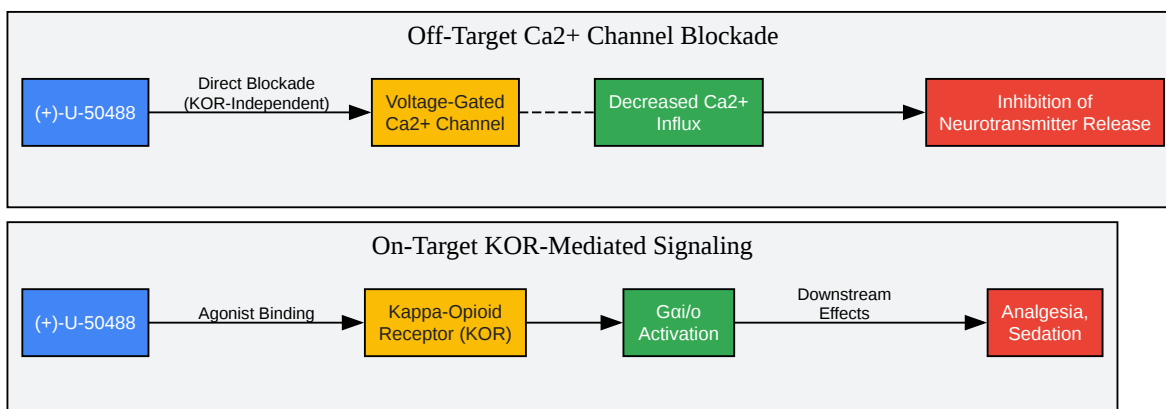 Off-Target Ca2+ Channel Blockade
(+)-U-50488
Direct Blockade
(KOR-Independent)
Voltage-Gated
Ca2+ Channel
Decreased Ca2+
Influx
Inhibition of
Neurotransmitter Release
On-Target KOR-Mediated Signaling
(+)-U-50488
Agonist Binding
Kappa-Opioid
Receptor (KOR)
Gαi/o
Activation
Downstream
Effects
Analgesia,
Sedation